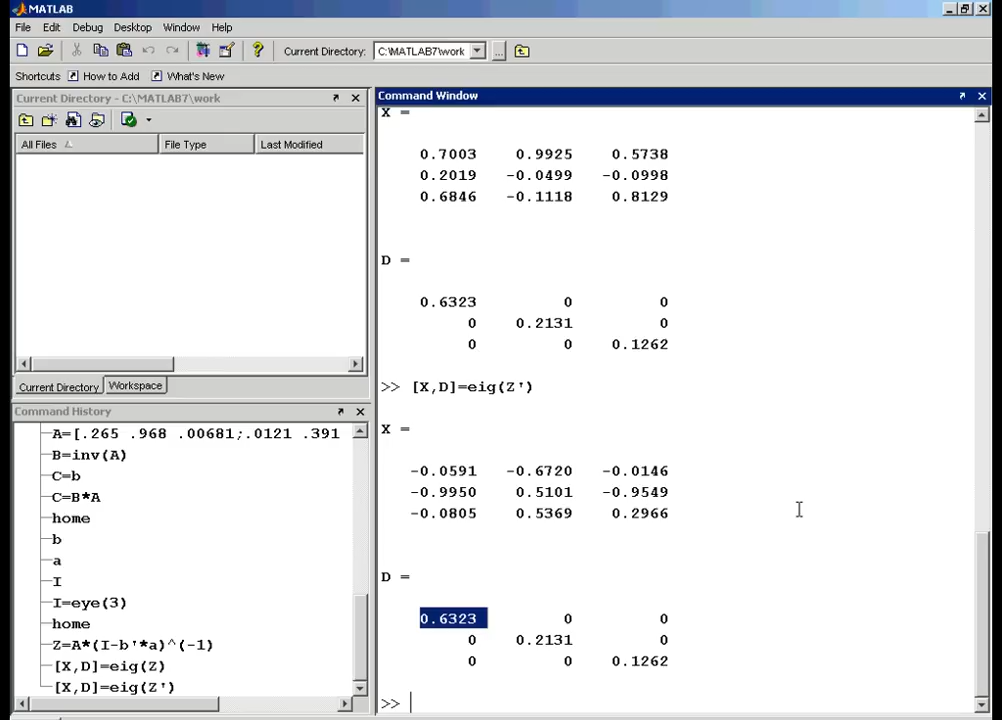 MATLAB
File Edit Debug Desktop Window Help
Current Directory: C:\MATLAB7\work ...
Shortcuts How to Add What's New
Current Directory - C:\MATLAB7\work
All Files File Type Last Modified
Current Directory Workspace
Command History
A=[.265 .968 .00681;.0121 .391
B=inv(A)
C=b
C=B*A
home
b
a
I
I=eye(3)
home
Z=A*(I-b'*a)^(-1)
[X,D]=eig(Z)
[X,D]=eig(Z')
Command Window
X =
0.7003 0.9925 0.5738
0.2019 -0.0499 -0.0998
0.6846 -0.1118 0.8129
D =
0.6323 0 0
0 0.2131 0
0 0 0.1262
>> [X,D]=eig(Z')
X =
-0.0591 -0.6720 -0.0146
-0.9950 0.5101 -0.9549
-0.0805 0.5369 0.2966
D =
0.6323 0 0
0 0.2131 0
0 0 0.1262
>>